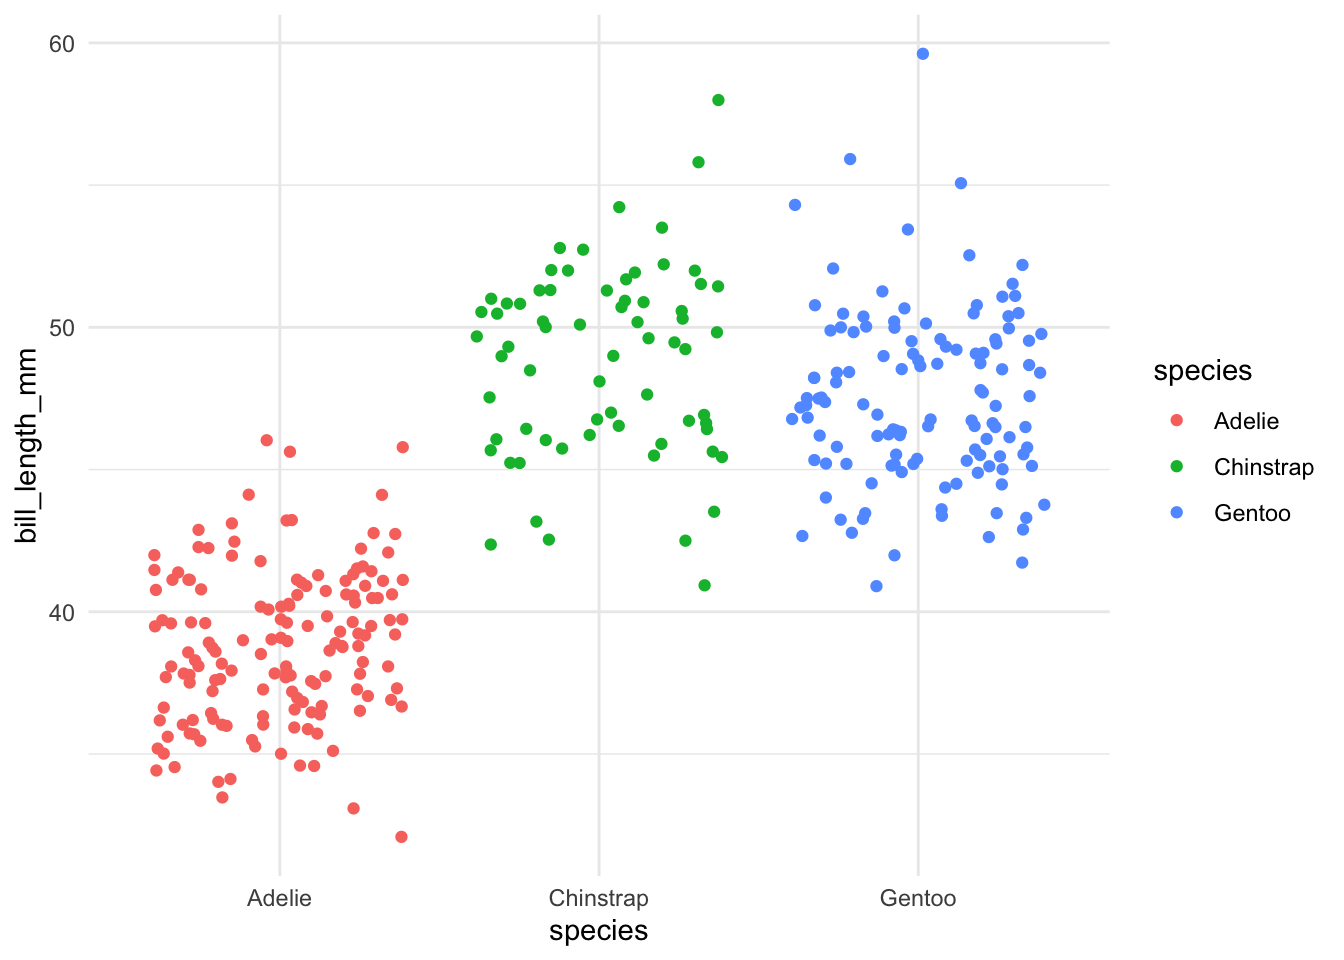 60
50
40
bill_length_mm
Adelie
Chinstrap
Gentoo
species
species
Adelie
Chinstrap
Gentoo